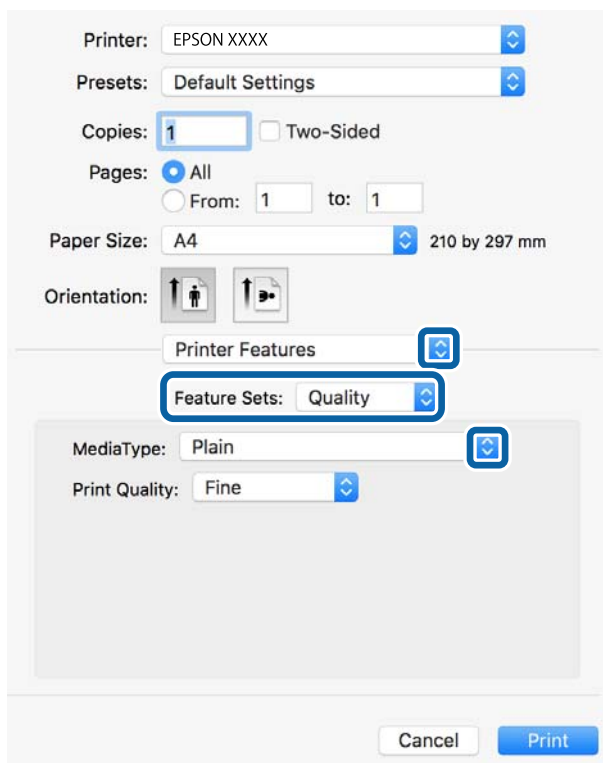 Printer: EPSON XXXX
Presets: Default Settings
Copies: 1 Two-Sided
Pages: All
From: 1 to: 1
Paper Size: A4 210 by 297 mm
Orientation:
Printer Features
Feature Sets: Quality
MediaType: Plain
Print Quality: Fine
Cancel Print